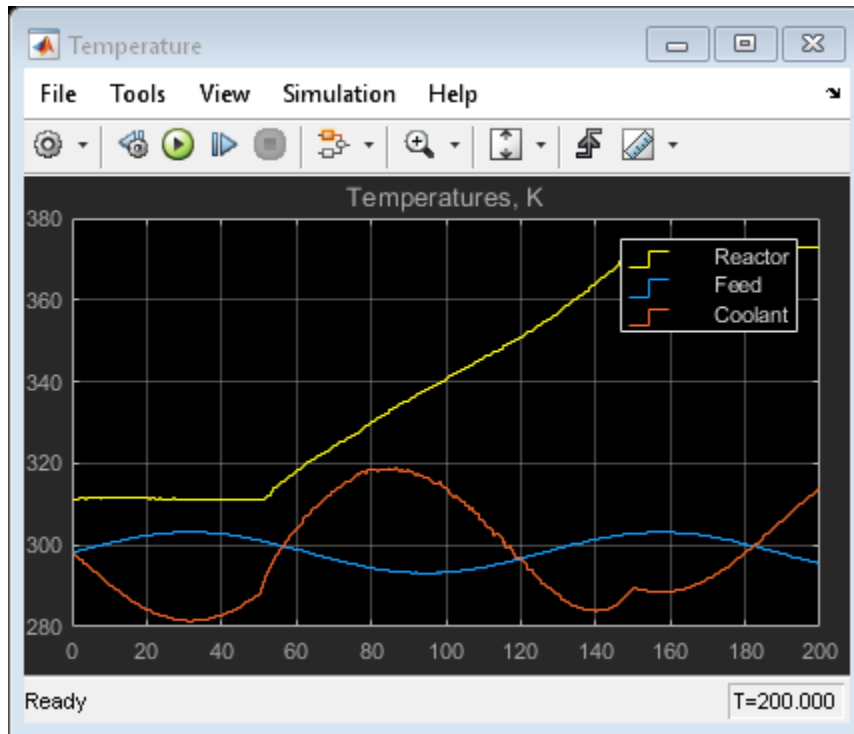 Temperature
File Tools View Simulation Help
Temperatures, K
380
360
340
320
300
280
Reactor
Feed
Coolant
0 20 40 60 80 100 120 140 160 180 200
Ready T=200.000